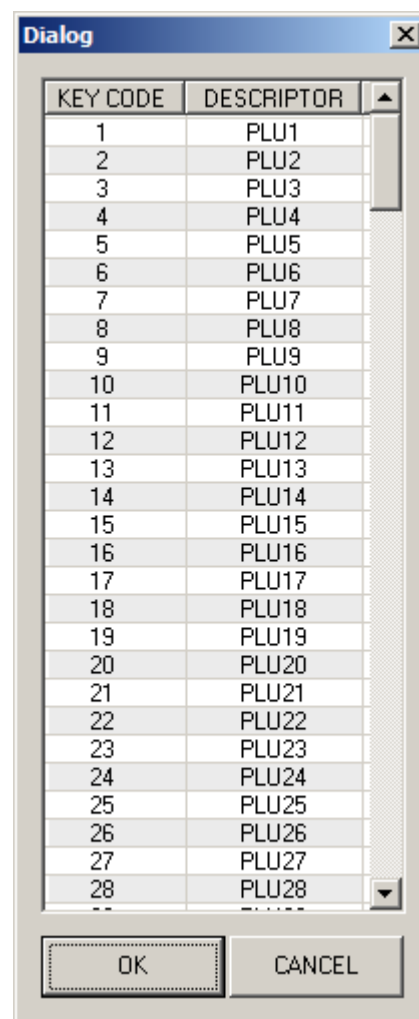 Dialog
KEY CODE DESCRIPTOR
1 PLU1
2 PLU2
3 PLU3
4 PLU4
5 PLU5
6 PLU6
7 PLU7
8 PLU8
9 PLU9
10 PLU10
11 PLU11
12 PLU12
13 PLU13
14 PLU14
15 PLU15
16 PLU16
17 PLU17
18 PLU18
19 PLU19
20 PLU20
21 PLU21
22 PLU22
23 PLU23
24 PLU24
25 PLU25
26 PLU26
27 PLU27
28 PLU28
OK CANCEL